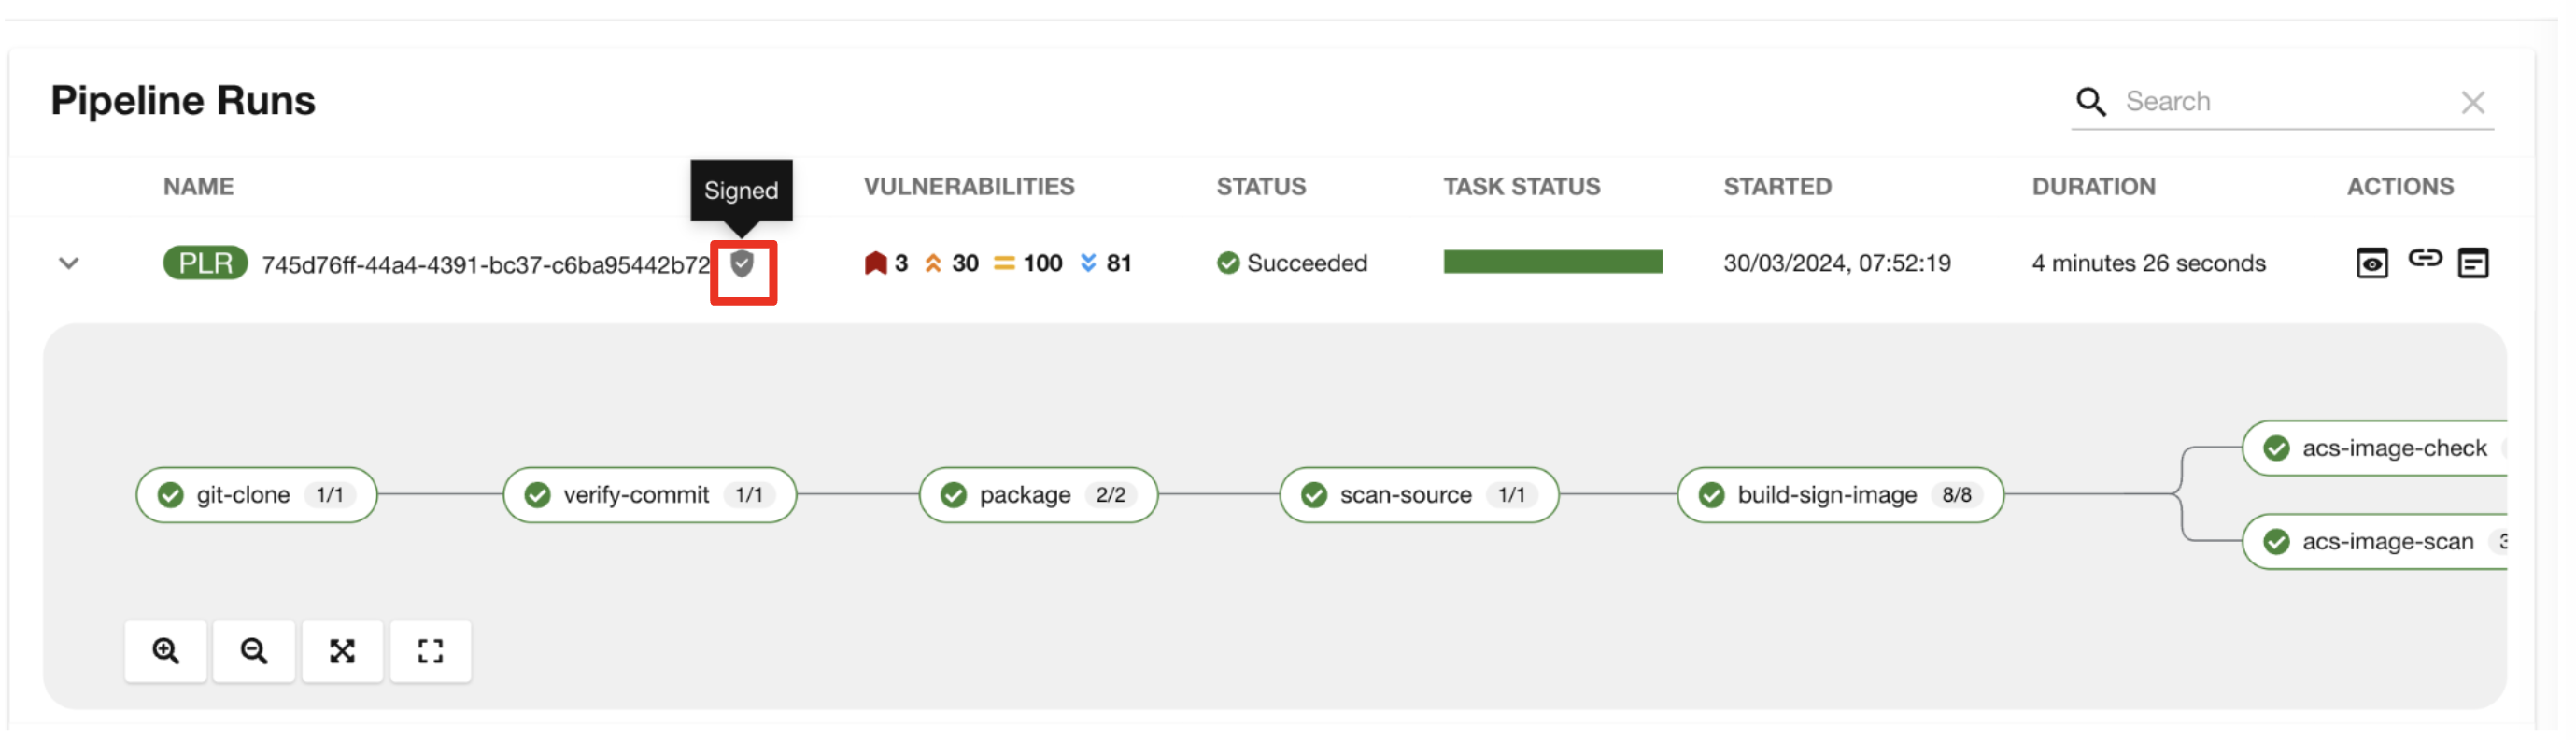 Pipeline Runs
Search
NAME
Signed
VULNERABILITIES
STATUS
TASK STATUS
STARTED
DURATION
ACTIONS
PLR 745d76ff-44a4-4391-bc37-c6ba95442b72
3 30 100 81
Succeeded
30/03/2024, 07:52:19
4 minutes 26 seconds
git-clone 1/1
verify-commit 1/1
package 2/2
scan-source 1/1
build-sign-image 8/8
acs-image-check
acs-image-scan